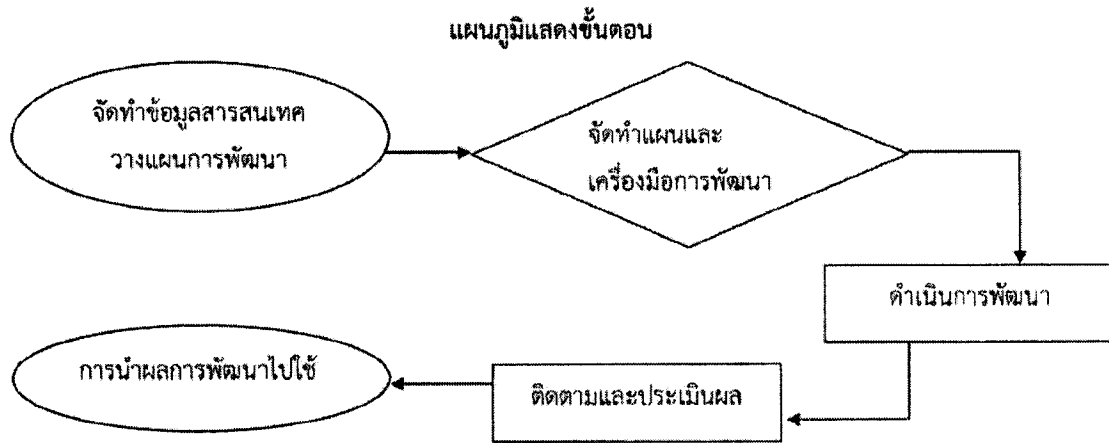 แผนภูมิแสดงขั้นตอน
จัดทำข้อมูลสารสนเทศ
วางแผนการพัฒนา
จัดทำแผนและ
เครื่องมือการพัฒนา
ดำเนินการพัฒนา
ติดตามและประเมินผล
การนำผลการพัฒนาไปใช้